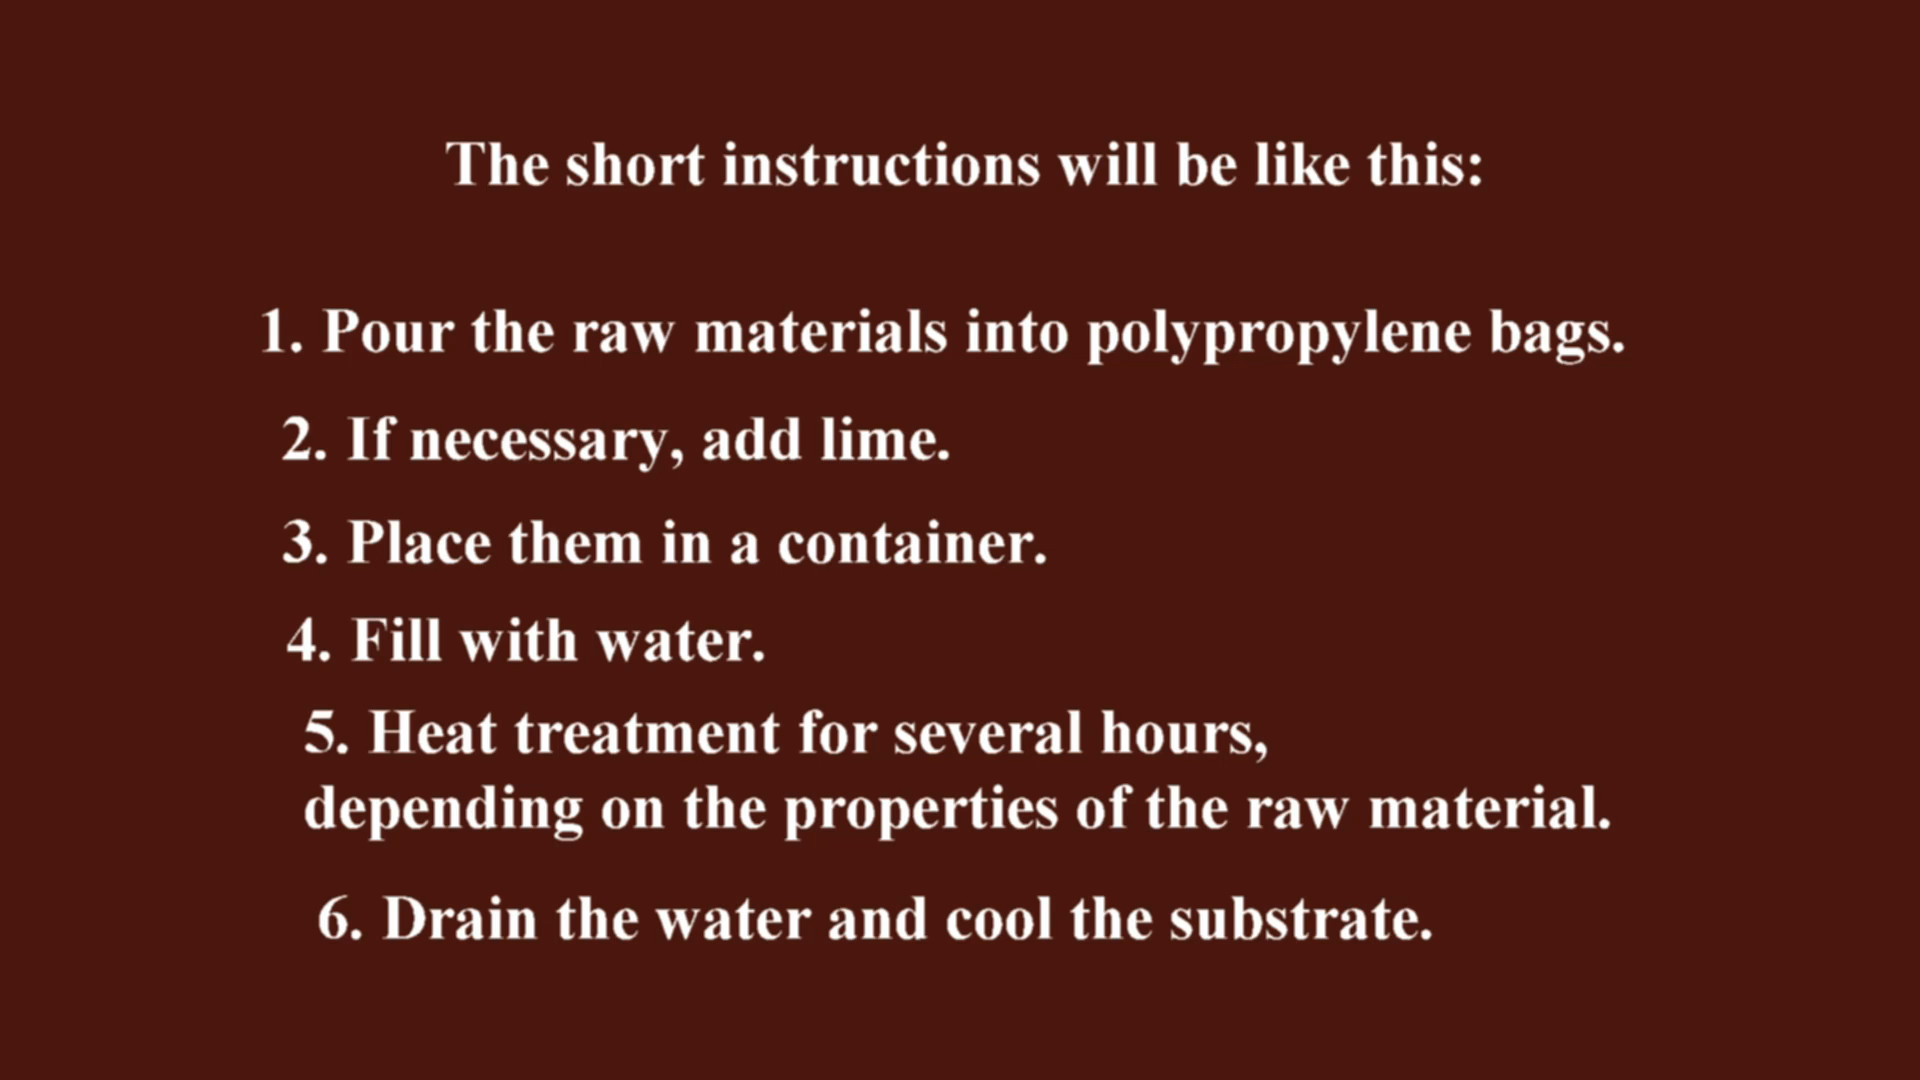 The short instructions will be like this:
1. Pour the raw materials into polypropylene bags.
2. If necessary, add lime.
3. Place them in a container.
4. Fill with water.
5. Heat treatment for several hours,
depending on the properties of the raw material.
6. Drain the water and cool the substrate.